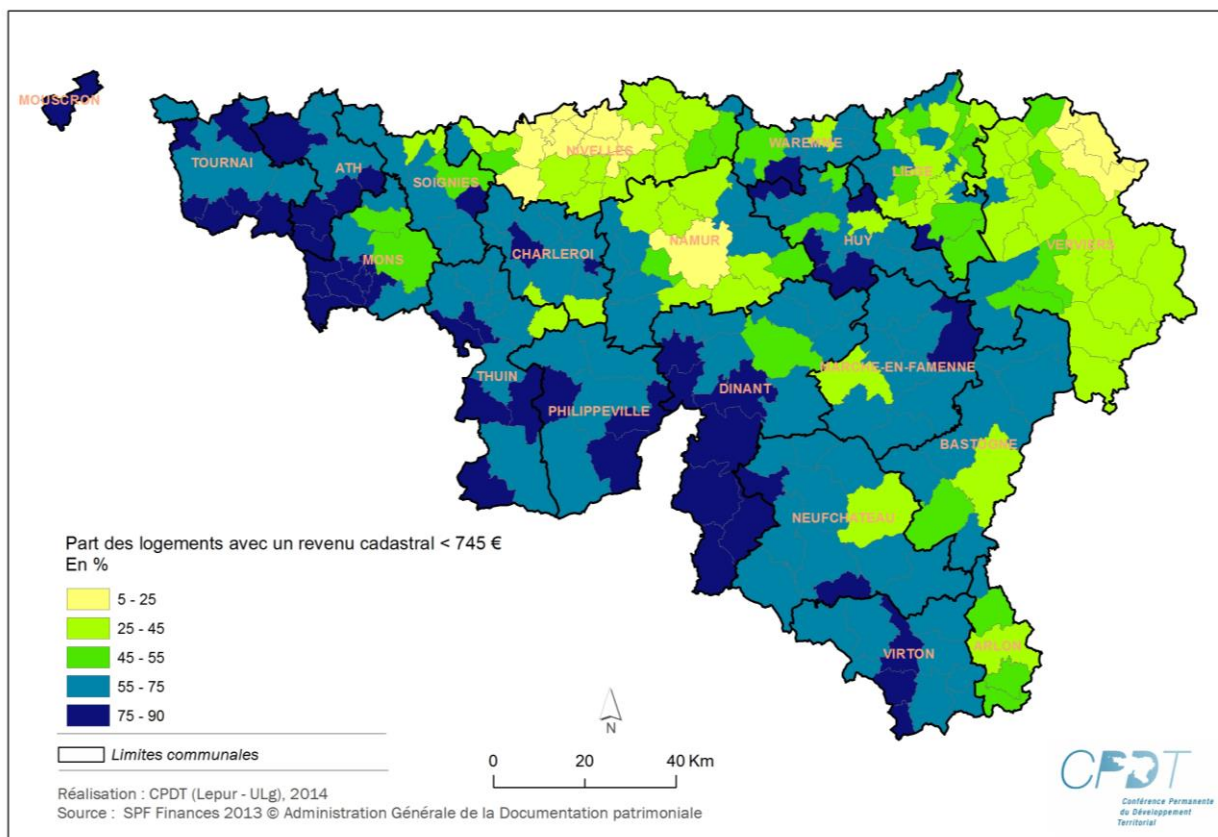 MOUSCRON
TOURNAI
ATH
SOIGNIES
NIVELLES
WAREMME
LIEGE
MONS
CHARLEROI
NAMUR
HUY
VERVIERS
THUIN
PHILIPPEVILLE
DINANT
MARCHE-EN-FAMENNE
BASTOGNE
NEUFCHATEAU
VIRTON
ARLON
Part des logements avec un revenu cadastral < 745 €
En %
5 - 25
25 - 45
45 - 55
55 - 75
75 - 90
Limites communales
N
0 20 40 Km
Réalisation : CPDT (Lepur - ULg), 2014
Source : SPF Finances 2013 © Administration Générale de la Documentation patrimoniale
CPDT
Conférence Permanente
du Développement
Territorial